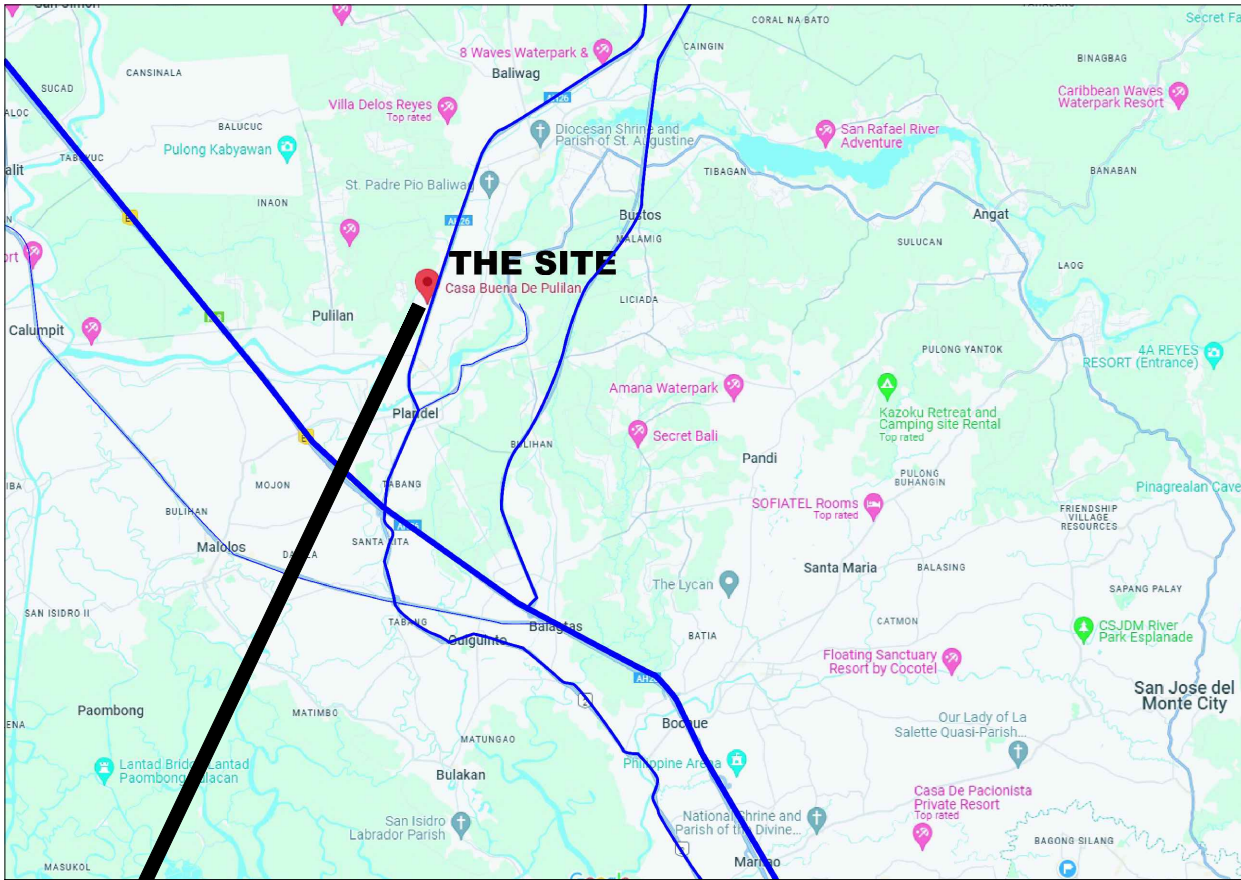 CORAL NA BATO
Secret Fa
8 Waves Waterpark &
CAINGIN
BINAGBAG
CANSINALA
Baliwag
SUCAD
Caribbean Waves
Waterpark Resort
AH26
Villa Delos Reyes
Top rated
BALUCUC
Diocesan Shrine and
Parish of St. Augustine
San Rafael River
Adventure
Pulong Kabyawan
alit
TIBAGAN
BANABAN
St. Padre Pio Baliwag
INAON
Bustos
Angat
MALAMIG
SULUCAN
ort
THE SITE
LAOG
Casa Buena De Pulilan
LICIADA
Pulilan
Calumpit
PULONG YANTOK
4A REYES
RESORT (Entrance)
Amana Waterpark
Kazoku Retreat and
Camping site Rental
Top rated
Plaridel
Secret Bali
BULIHAN
Pandi
PULONG
BUHANGIN
MOJON
TABANG
IBA
Pinagrealan Cave
SOFIATEL Rooms
Top rated
BULIHAN
FRIENDSHIP
VILLAGE
RESOURCES
SANTA RITA
Malolos
Santa Maria
BALASING
The Lycan
SAPANG PALAY
SAN ISIDRO II
TABANG
Balagtas
CATMON
CSJDM River
Park Esplanade
Guiguinto
BATIA
Floating Sanctuary
Resort by Cocotel
San Jose del
Monte City
2
Paombong
MATIMBO
Bocaue
Our Lady of La
Salette Quasi-Parish...
ENA
MATUNGAO
Lantad Bridge Lantad
Paombong Bulacan
Philippine Arena
Bulakan
Casa De Pacionista
Private Resort
Top rated
San Isidro
Labrador Parish
National Shrine and
Parish of the Divine...
BAGONG SILANG
Marilao
MASUKOL
P